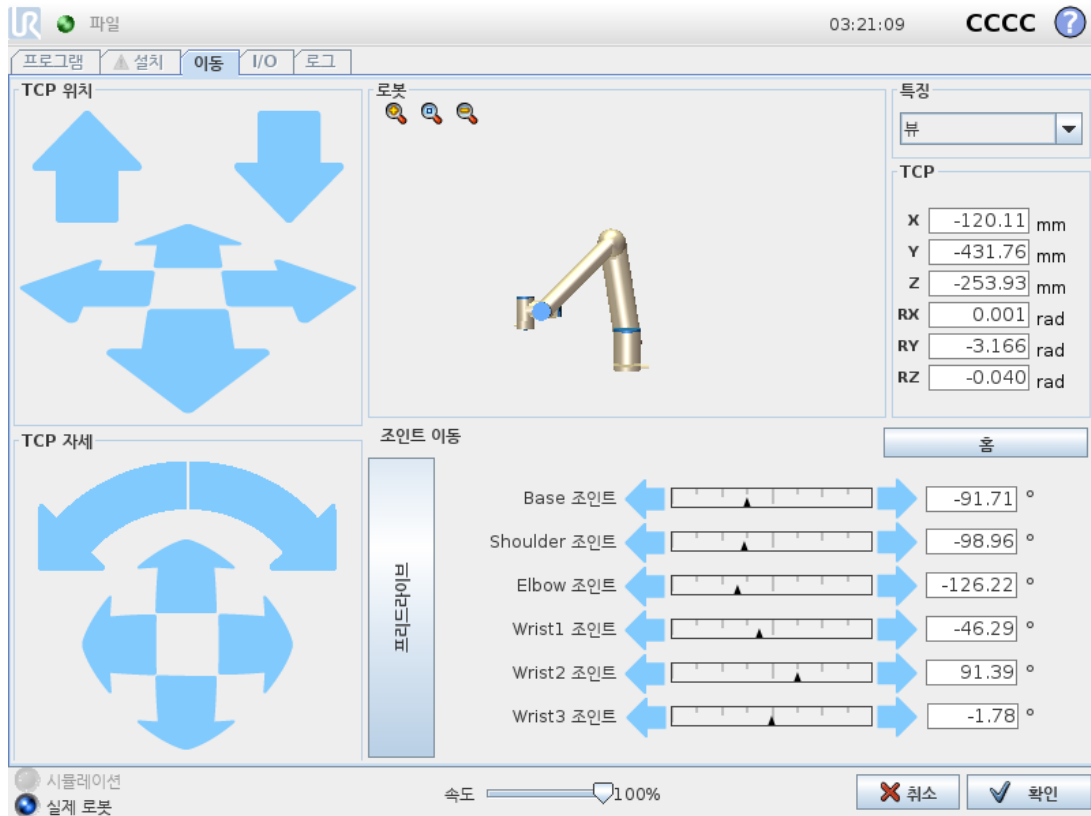 UR 파일 03:21:09 CCCC ?
프로그램 설치 이동 I/O 로그
TCP 위치
로봇
특징
뷰
TCP
X -120.11 mm
Y -431.76 mm
Z -253.93 mm
RX 0.001 rad
RY -3.166 rad
RZ -0.040 rad
TCP 자세
조인트 이동
홈
프리드라이브
Base 조인트 -91.71 °
Shoulder 조인트 -98.96 °
Elbow 조인트 -126.22 °
Wrist1 조인트 -46.29 °
Wrist2 조인트 91.39 °
Wrist3 조인트 -1.78 °
시뮬레이션
실제 로봇
속도 100%
취소
확인